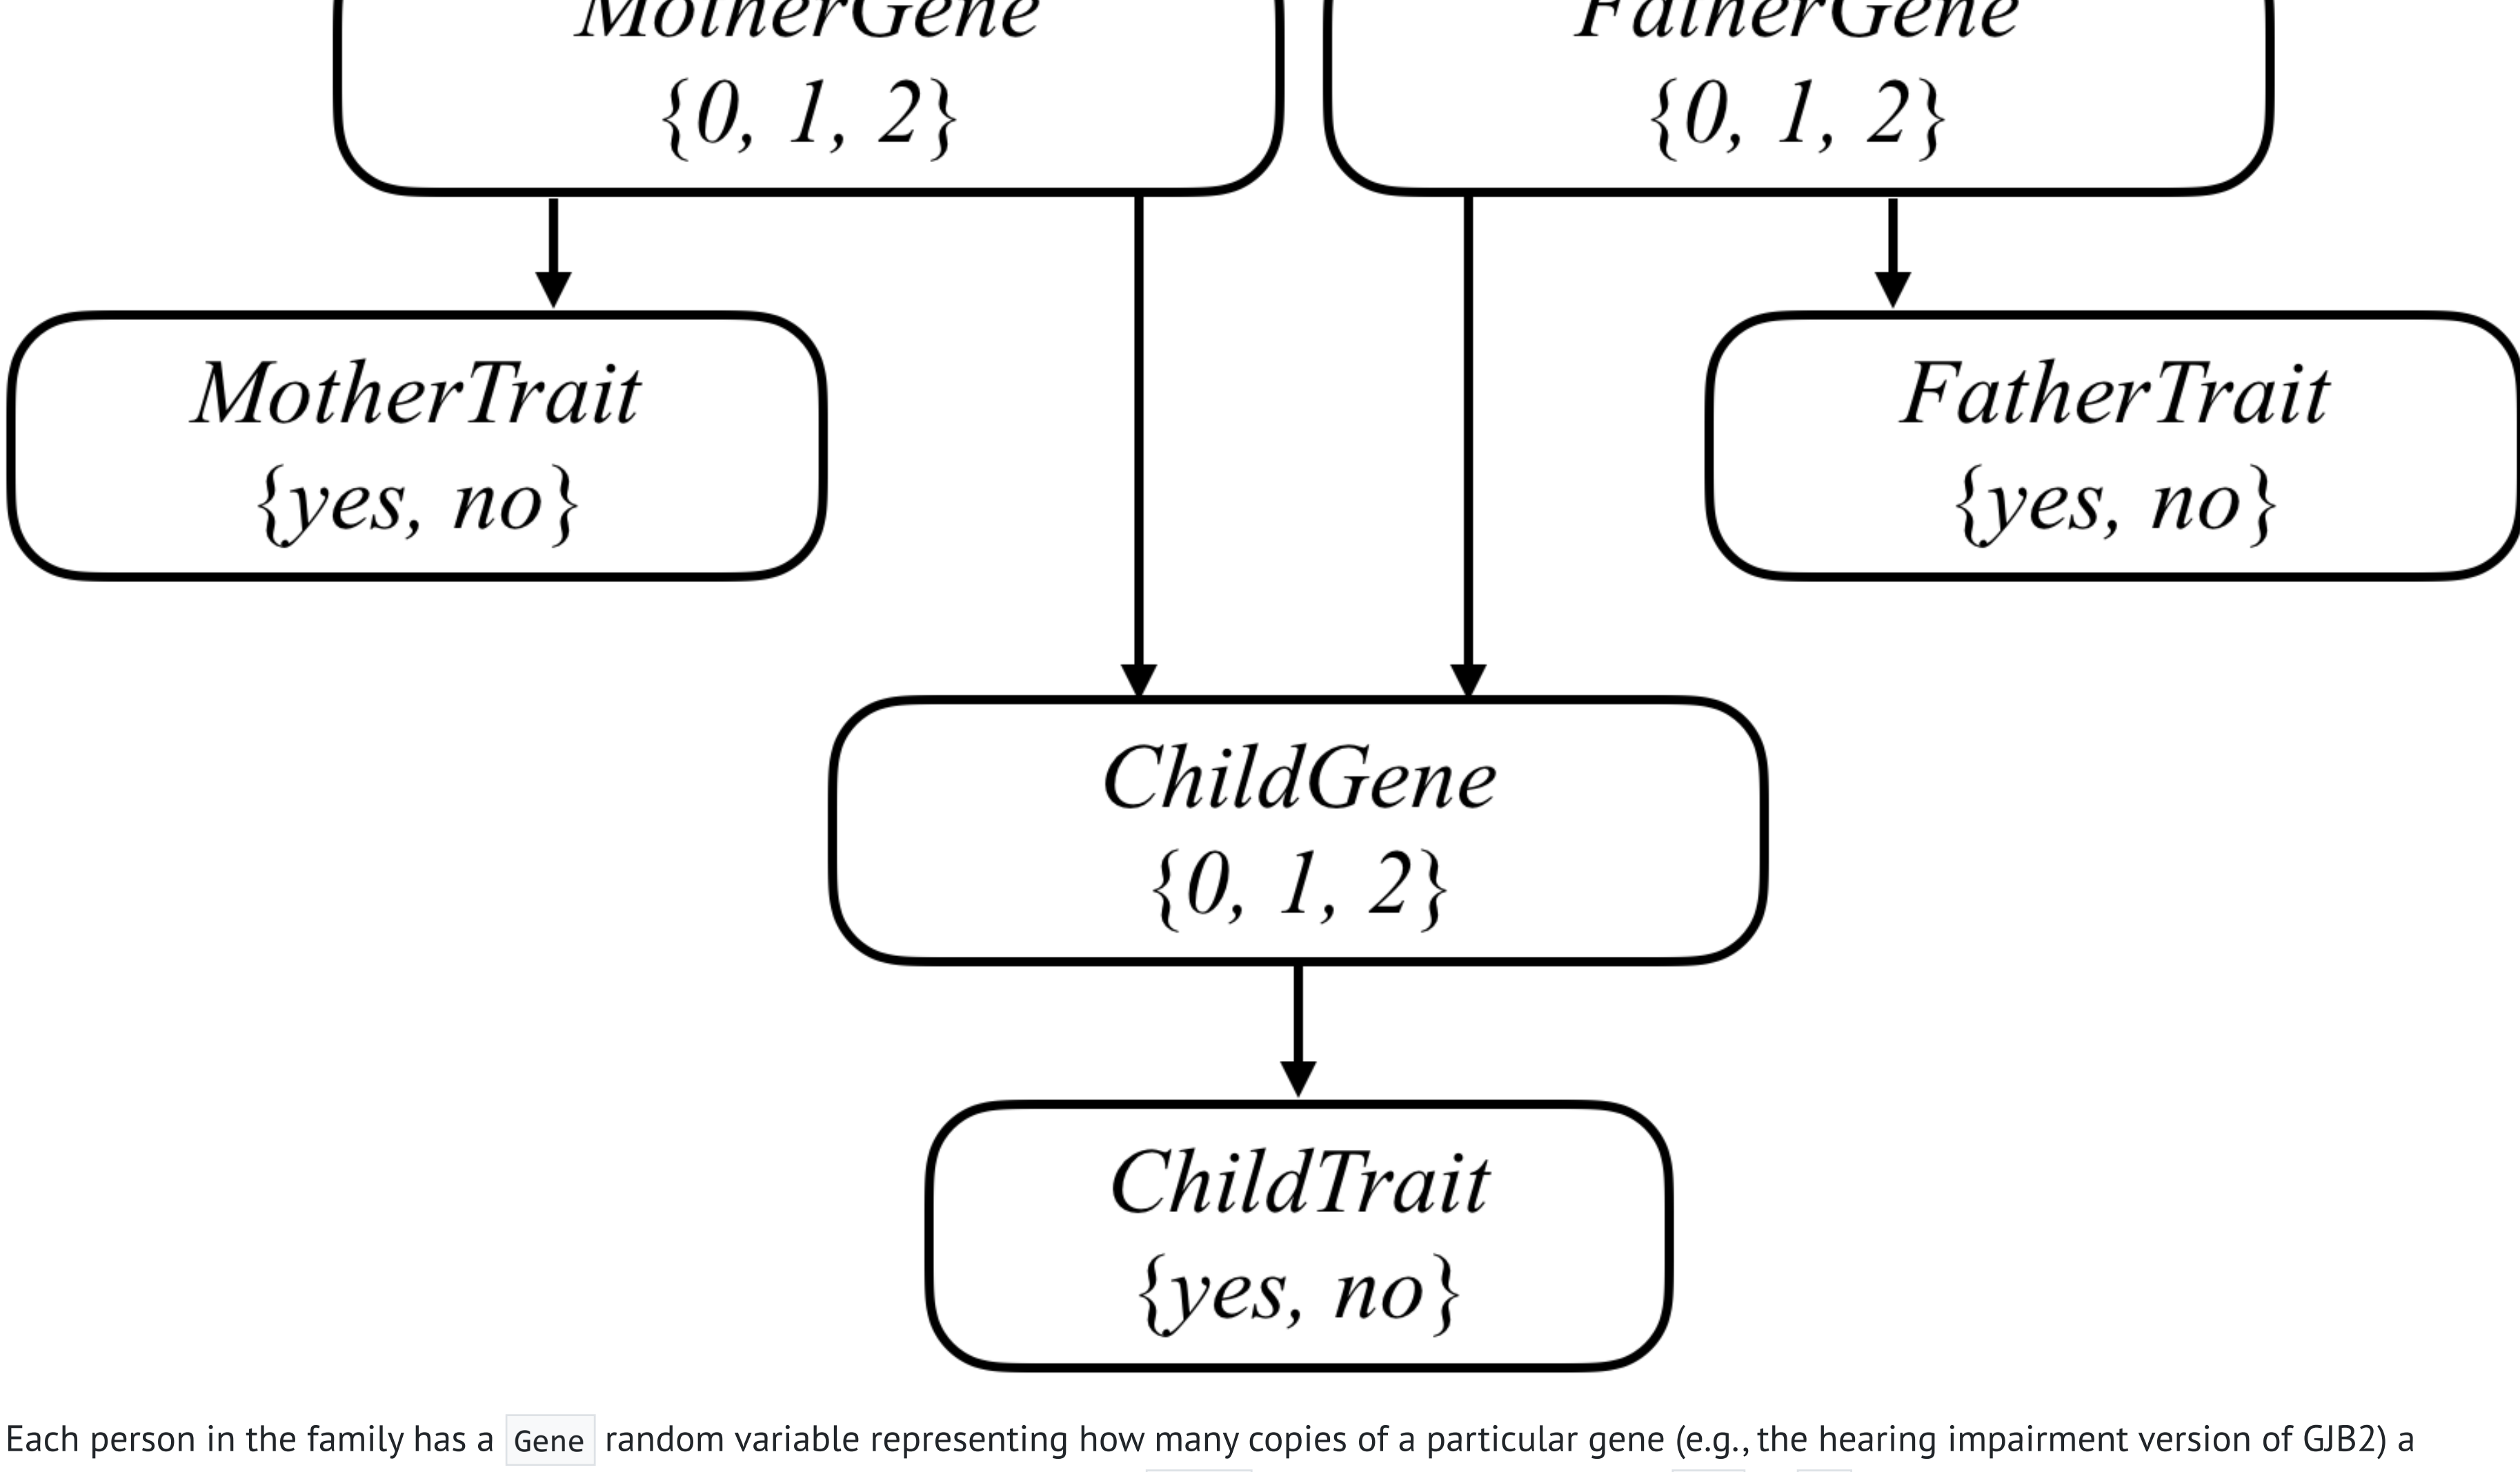 MotherGene FatherGene
{0, 1, 2} {0, 1, 2}
MotherTrait FatherTrait
{yes, no} {yes, no}
ChildGene
{0, 1, 2}
ChildTrait
{yes, no}
Each person in the family has a Gene random variable representing how many copies of a particular gene (e.g., the hearing impairment version of GJB2) a